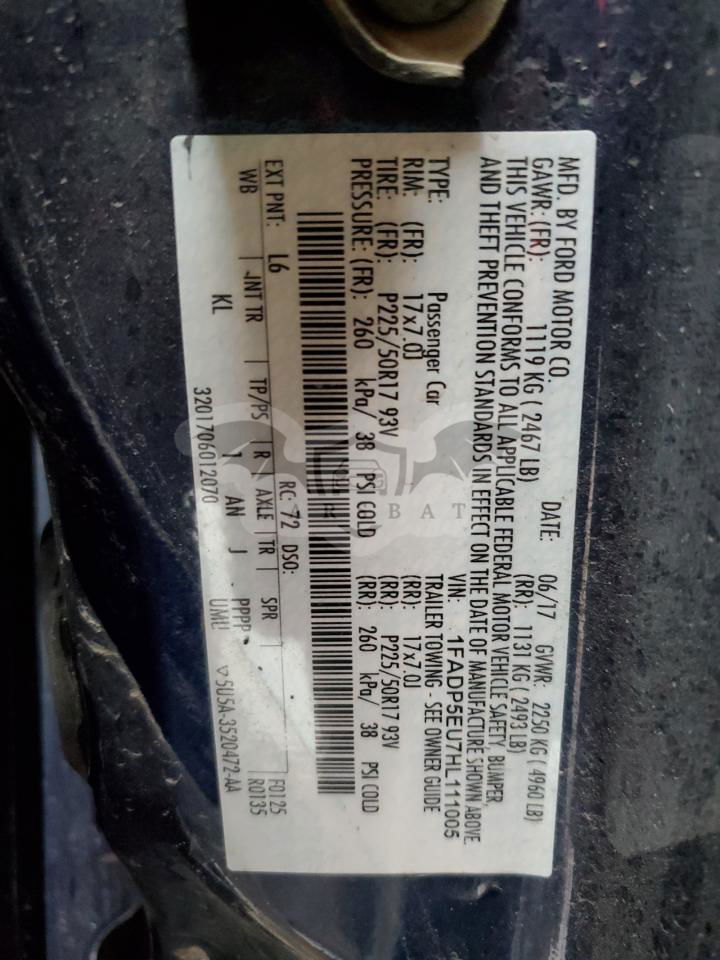 MFD. BY FORD MOTOR CO.
DATE: 06/17 GVWR: 2250 KG ( 4960 LB)
GAWR: (FR): 1119 KG ( 2467 LB) (RR): 1131 KG ( 2493 LB)
THIS VEHICLE CONFORMS TO ALL APPLICABLE FEDERAL MOTOR VEHICLE SAFETY, BUMPER,
AND THEFT PREVENTION STANDARDS IN EFFECT ON THE DATE OF MANUFACTURE SHOWN ABOVE.
VIN: 1FADP5EU7HL111005
TYPE: Passenger Car TRAILER TOWING - SEE OWNER GUIDE
RIM: (FR): 17x7.0J (RR): 17x7.0J
TIRE: (FR): P225/50R17 93V (RR): P225/50R17 93V
PRESSURE: (FR): 260 kPa/ 38 PSI COLD (RR): 260 kPa/ 38 PSI COLD
EXT PNT: L6 RC: 72 DSO: F0125
WB INT TR TP/PS R AXLE TR SPR R0135
KL 1 AN J PPPP
3201706012070 UMU 5U5A-3520472-AA
BAT